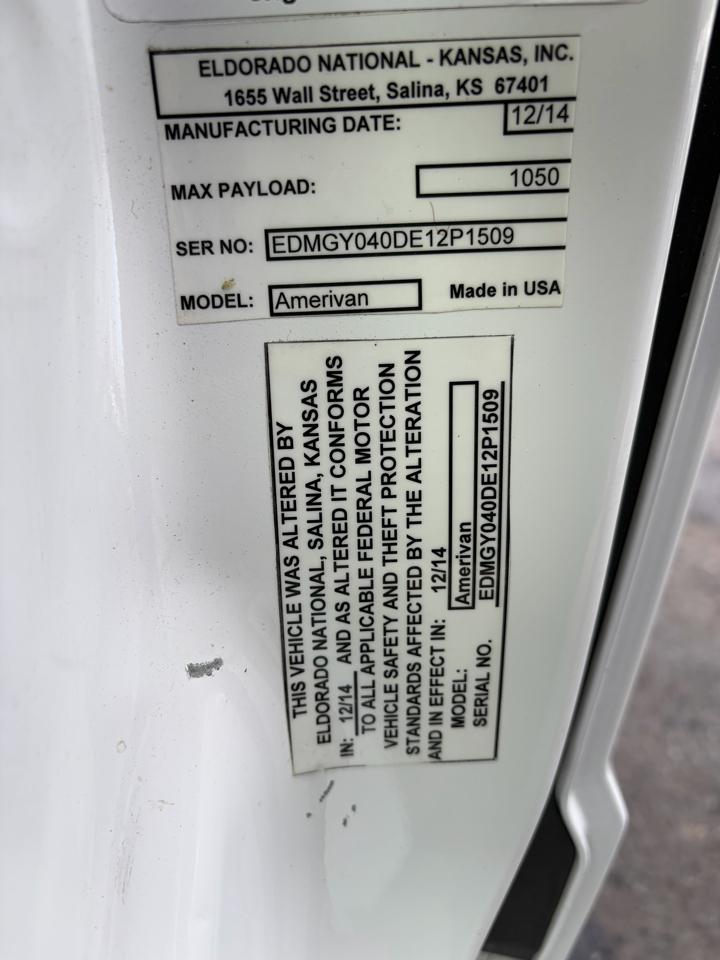 ELDORADO NATIONAL - KANSAS, INC.
1655 Wall Street, Salina, KS 67401
MANUFACTURING DATE: 12/14
MAX PAYLOAD: 1050
SER NO: EDMGY040DE12P1509
MODEL: Amerivan Made in USA
THIS VEHICLE WAS ALTERED BY
ELDORADO NATIONAL, SALINA, KANSAS
IN: 12/14 AND AS ALTERED IT CONFORMS
TO ALL APPLICABLE FEDERAL MOTOR
VEHICLE SAFETY AND THEFT PROTECTION
STANDARDS AFFECTED BY THE ALTERATION
AND IN EFFECT IN: 12/14
MODEL: Amerivan
SERIAL NO. EDMGY040DE12P1509